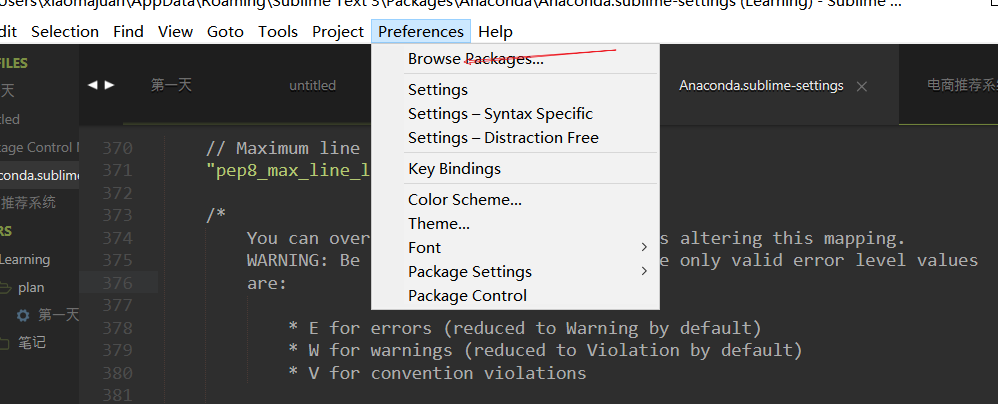 sers\xiaomajuan\AppData\Roaming\Sublime Text 3\Packages\Anaconda\Anaconda.sublime-settings (Learning) - Sublime ...
dit Selection Find View Goto Tools Project Preferences Help
FILES
天
第一天
untitled
Anaconda.sublime-settings
电商推荐系
tled
kage Control
conda.sublime
推荐系统
RS
Learning
plan
第一天
笔记
Browse Packages...
Settings
Settings – Syntax Specific
Settings – Distraction Free
Key Bindings
Color Scheme...
Theme...
Font
Package Settings
Package Control
370 // Maximum line
371 "pep8_max_line_l
372
373 /*
374 You can over s altering this mapping.
375 WARNING: Be e only valid error level values
376 are:
377
378 * E for errors (reduced to Warning by default)
379 * W for warnings (reduced to Violation by default)
380 * V for convention violations
381